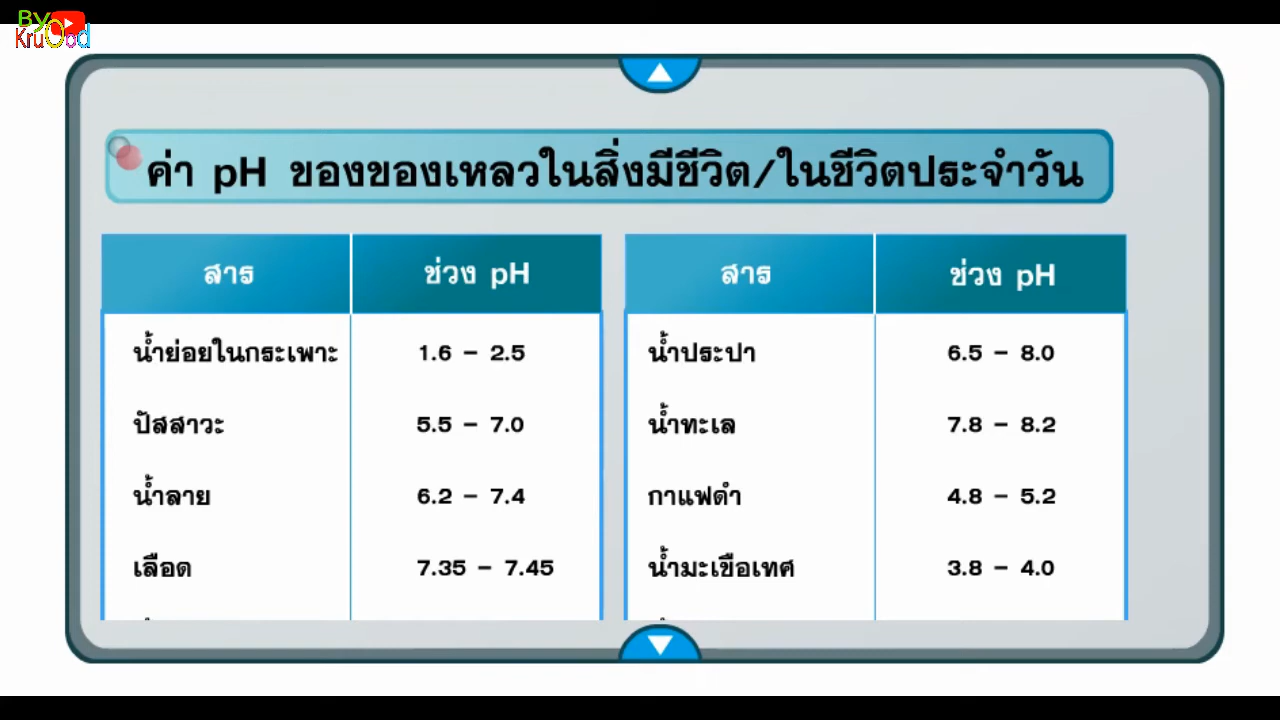 By
KruOod
ค่า pH ของของเหลวในสิ่งมีชีวิต/ในชีวิตประจำวัน
สาร ช่วง pH สาร ช่วง pH
น้ำย่อยในกระเพาะ 1.6 – 2.5 น้ำประปา 6.5 – 8.0
ปัสสาวะ 5.5 – 7.0 น้ำทะเล 7.8 – 8.2
น้ำลาย 6.2 – 7.4 กาแฟดำ 4.8 – 5.2
เลือด 7.35 – 7.45 น้ำมะเขือเทศ 3.8 – 4.0